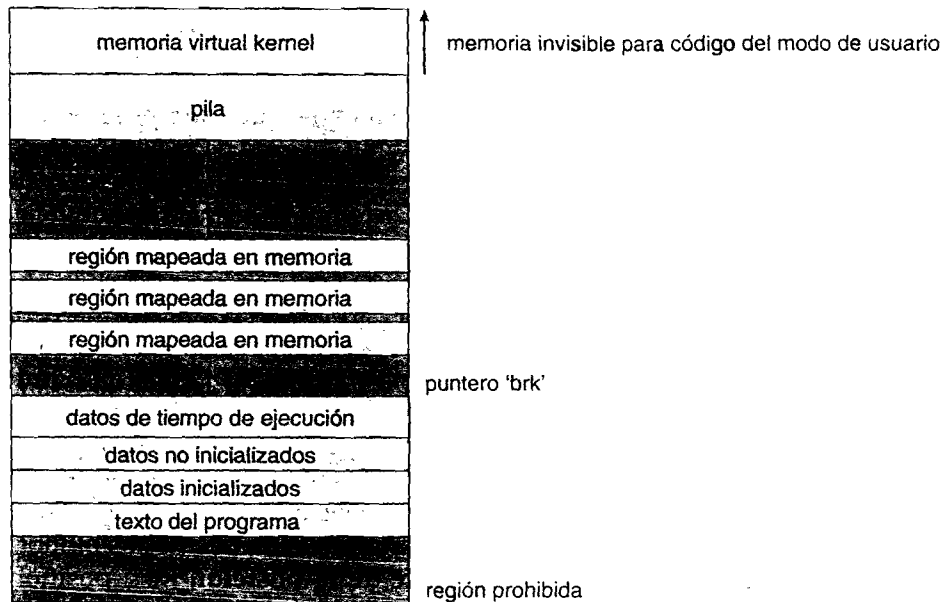 memoria virtual kernel
memoria invisible para código del modo de usuario
pila
región mapeada en memoria
región mapeada en memoria
región mapeada en memoria
puntero 'brk'
datos de tiempo de ejecución
datos no inicializados
datos inicializados
texto del programa
región prohibida